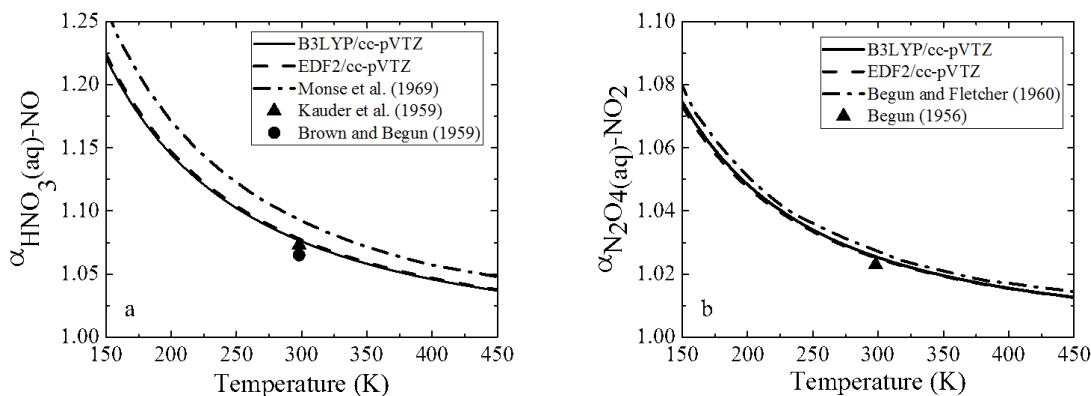 1.25
1.20
1.15
1.10
1.05
1.00
αHNO3(aq)-NO
B3LYP/cc-pVTZ
EDF2/cc-pVTZ
Monse et al. (1969)
Kauder et al. (1959)
Brown and Begun (1959)
a
150 200 250 300 350 400 450
Temperature (K)
1.10
1.08
1.06
1.04
1.02
1.00
αN2O4(aq)-NO2
B3LYP/cc-pVTZ
EDF2/cc-pVTZ
Begun and Fletcher (1960)
Begun (1956)
b
150 200 250 300 350 400 450
Temperature (K)